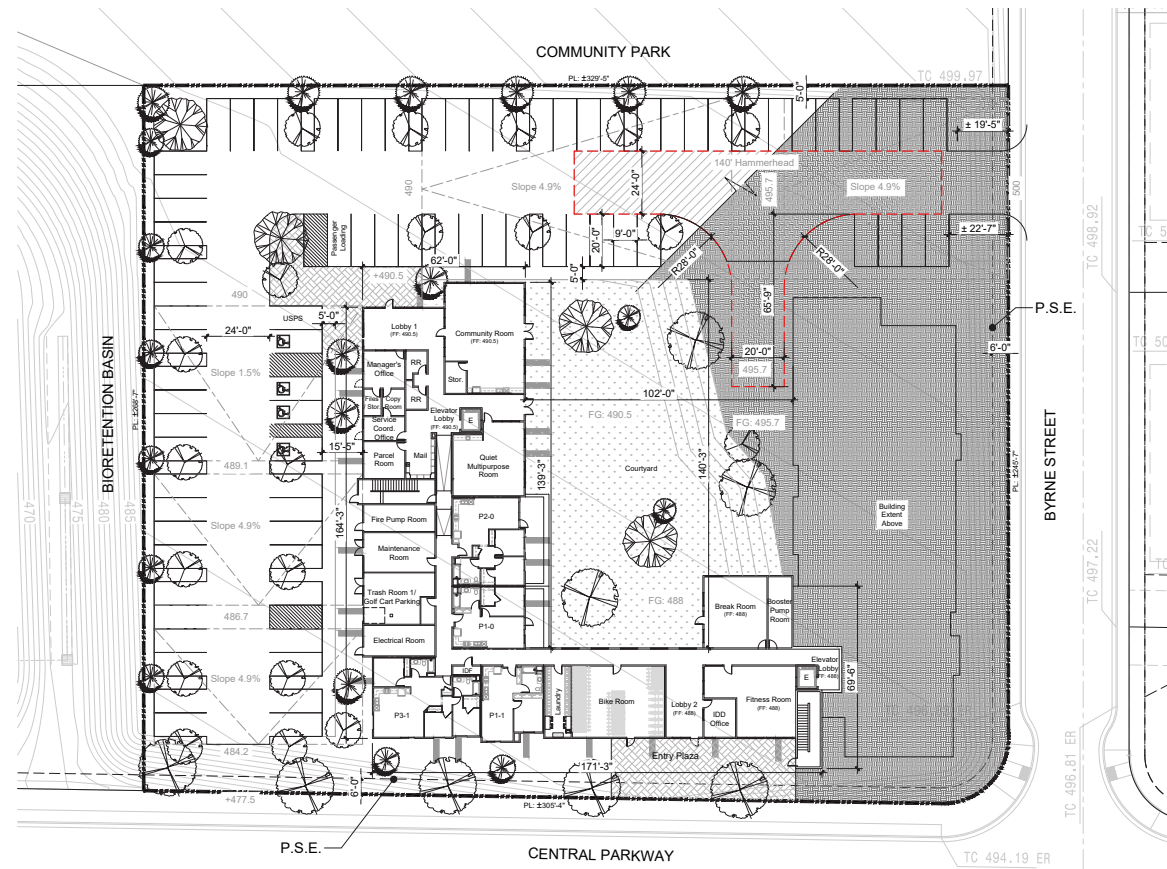 COMMUNITY PARK
PL: ±329'-5"
TC 499.97
5'-0"
± 19'-5"
140' Hammerhead
490
Slope 4.9%
24'-0"
495.7
Slope 4.9%
500
TC 498.92
Passenger
Loading
20'-0"
9'-0"
R28'-0"
R28'-0"
± 22'-7"
62'-0"
+490.5
5'-0"
65'-9"
P.S.E.
490
USPS
5'-0"
24'-0"
Lobby 1
(FF: 490.5)
Community Room
(FF: 490.5)
6'-0"
Slope 1.5%
Manager's
Office
RR
Stor.
20'-0"
495.7
Files
Stor.
Copy
Room
RR
102'-0"
BIORETENTION BASIN
Elevator
Lobby
(FF: 490.5)
E
FG: 490.5
FG: 495.7
Service
Coord.
Office
15'-5"
Parcel
Room
Mail
Quiet
Multipurpose
Room
139'-3"
Courtyard
140'-3"
489.1
470
475
480
485
BYRNE STREET
PL: ±245'-7"
Fire Pump Room
P2-0
Building
Extent
Above
Slope 4.9%
164'-3"
Maintenance
Room
TC 497.22
Trash Room 1/
Golf Cart Parking
FG: 488
Break Room
(FF: 488)
Booster
Pump
Room
486.7
P1-0
Electrical Room
Elevator
Lobby
(FF: 488)
E
69'-6"
Slope 4.9%
IDF
P3-1
P1-1
Laundry
Bike Room
Lobby 2
(FF: 488)
IDD
Office
Fitness Room
(FF: 488)
484.2
Entry Plaza
171'-3"
6'-0"
+477.5
PL: ±305'-4"
TC 496.81 ER
P.S.E.
CENTRAL PARKWAY
TC 494.19 ER